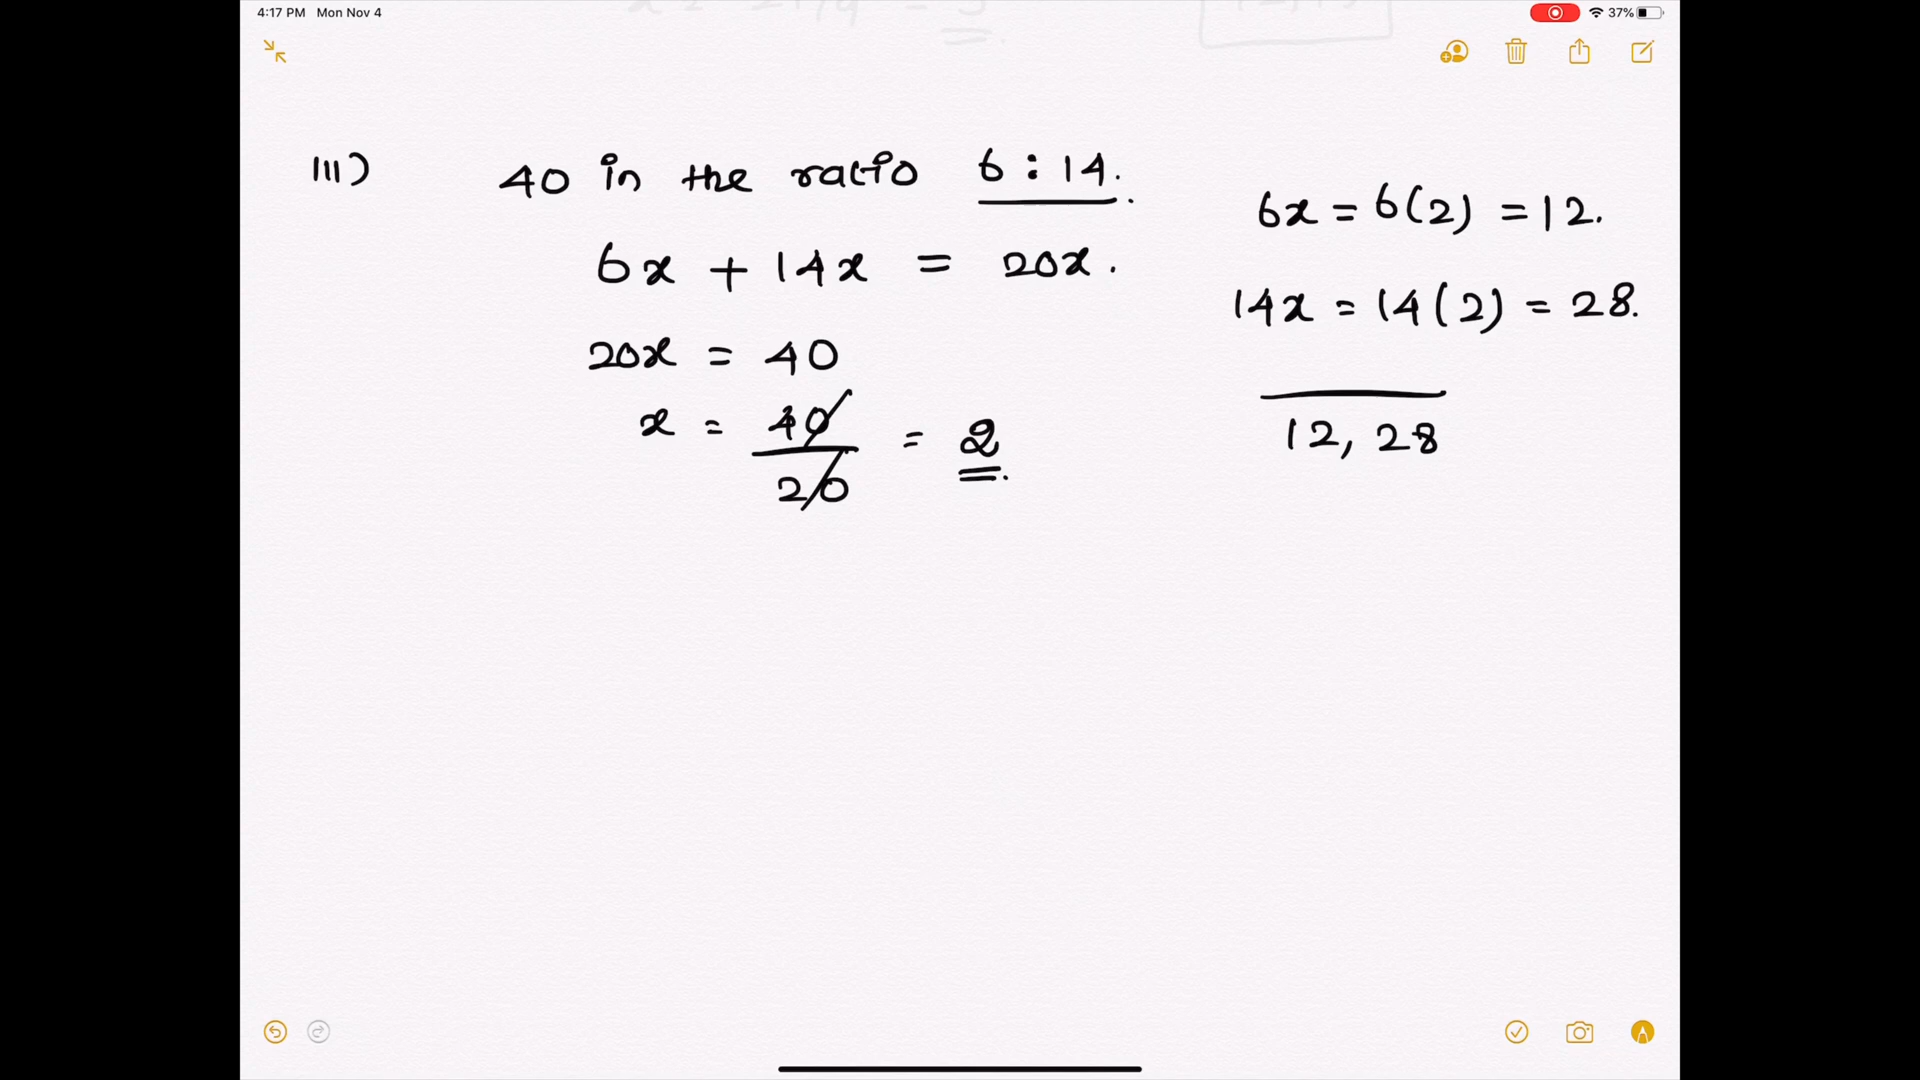 4:17 PM Mon Nov 4
37%
III) 40 in the ratio 6 : 14.
6x + 14x = 20x.
20x = 40
x = 40/20 = 2.
6x = 6(2) = 12.
14x = 14(2) = 28.
12, 28